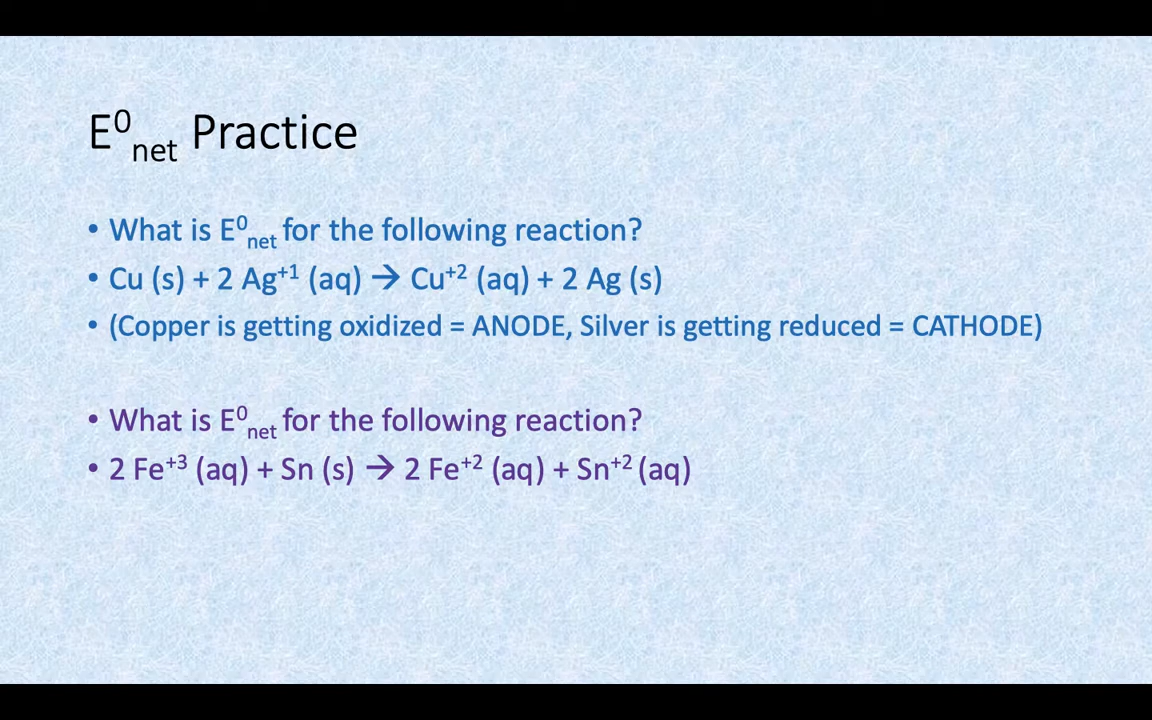 E⁰net Practice
• What is E⁰net for the following reaction?
• Cu (s) + 2 Ag⁺¹ (aq) → Cu⁺² (aq) + 2 Ag (s)
• (Copper is getting oxidized = ANODE, Silver is getting reduced = CATHODE)
• What is E⁰net for the following reaction?
• 2 Fe⁺³ (aq) + Sn (s) → 2 Fe⁺² (aq) + Sn⁺² (aq)